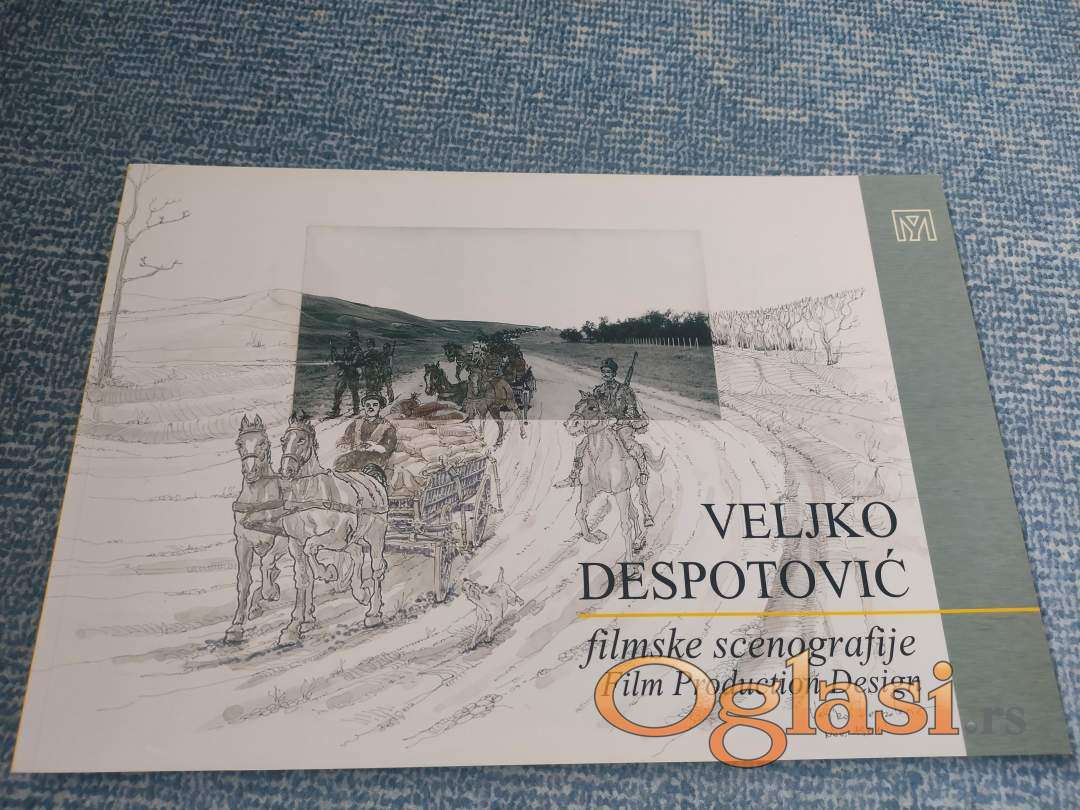 VELJKO
DESPOTOVIĆ
filmske scenografije
Film Production Design
Oglasi.rs